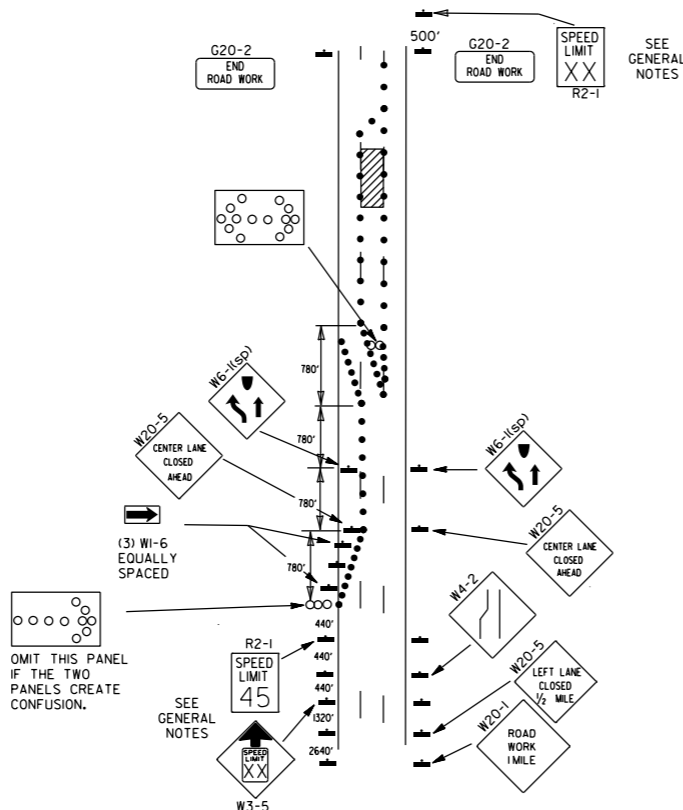 500'
G20-2
END
ROAD WORK
G20-2
END
ROAD WORK
SPEED
LIMIT
XX
R2-1
SEE
GENERAL
NOTES
W6-1(sp)
780'
W20-5
CENTER LANE
CLOSED
AHEAD
780'
W6-1(sp)
780'
(3) W1-6
EQUALLY
SPACED
780'
W20-5
CENTER LANE
CLOSED
AHEAD
OMIT THIS PANEL
IF THE TWO
PANELS CREATE
CONFUSION.
440'
R2-1
SPEED
LIMIT
45
440'
W4-2
440'
SEE
GENERAL
NOTES
W20-5
LEFT LANE
CLOSED
1/2 MILE
1320'
SPEED
LIMIT
XX
W3-5
2640'
W20-1
ROAD
WORK
1 MILE